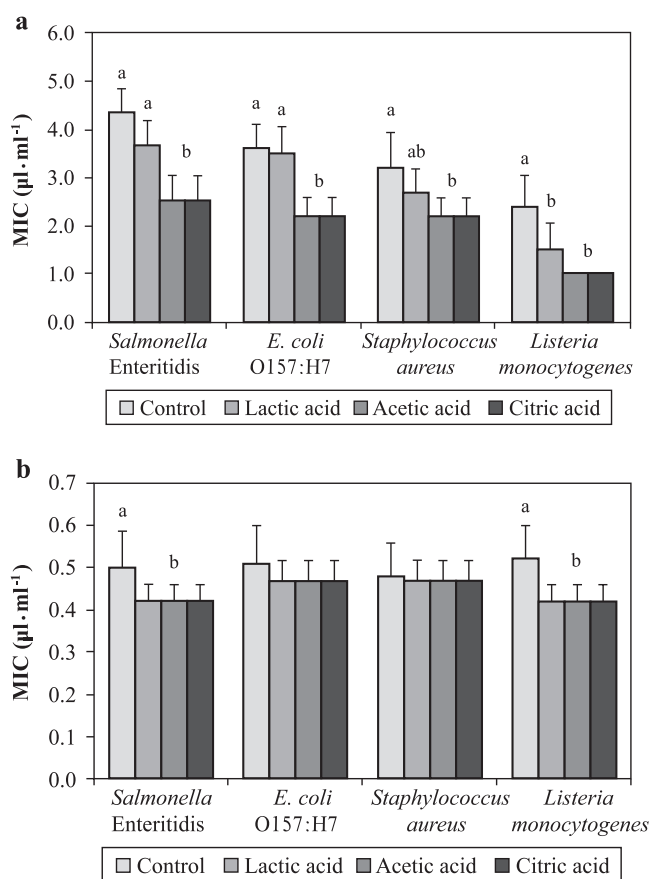 a
MIC (µl·ml-1)
6.0
5.0
4.0
3.0
2.0
1.0
0.0
a a b
a a b
a ab b
a b b
Salmonella E. coli Staphylococcus Listeria
Enteritidis O157:H7 aureus monocytogenes
Control Lactic acid Acetic acid Citric acid
b
MIC (µl·ml-1)
0.7
0.6
0.5
0.4
0.3
0.2
0.1
0.0
a b
a b
Salmonella E. coli Staphylococcus Listeria
Enteritidis O157:H7 aureus monocytogenes
Control Lactic acid Acetic acid Citric acid